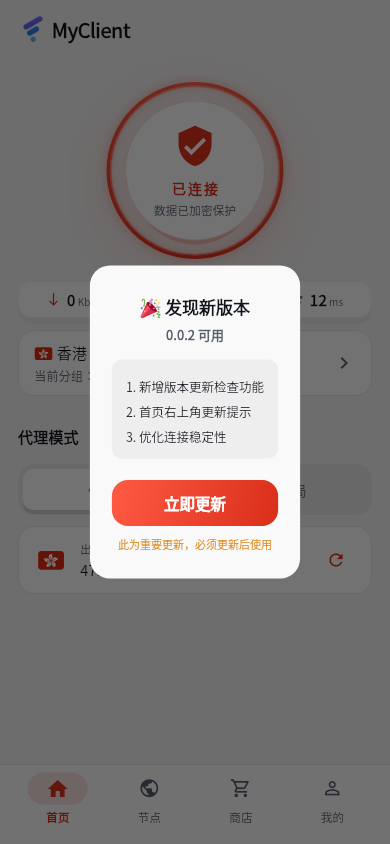 MyClient
已连接
数据已加密保护
0 Kb
12 ms
香港
当前分组
🎉 发现新版本
0.0.2 可用
1. 新增版本更新检查功能
2. 首页右上角更新提示
3. 优化连接稳定性
立即更新
此为重要更新，必须更新后使用
代理模式
局
出
47
首页
节点
商店
我的